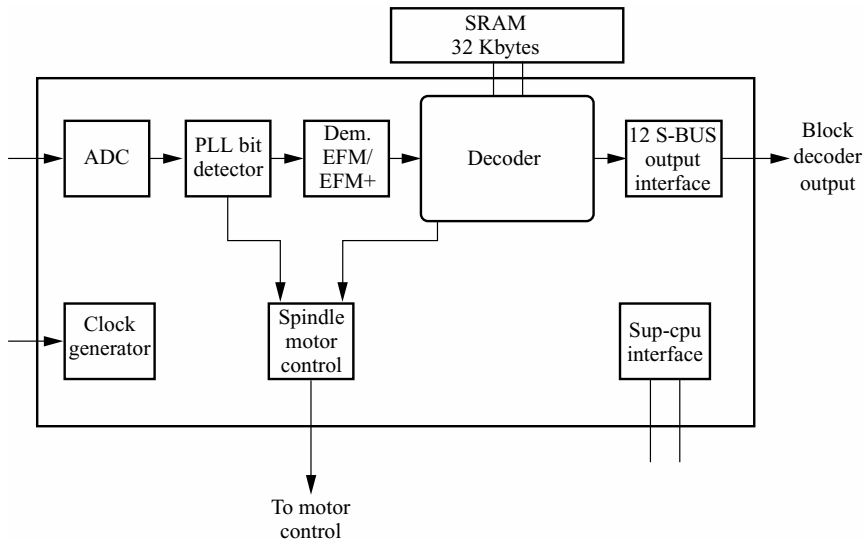 SRAM
32 Kbytes
ADC
PLL bit
detector
Dem.
EFM/
EFM+
Decoder
12 S-BUS
output
interface
Block
decoder
output
Clock
generator
Spindle
motor
control
Sup-cpu
interface
To motor
control